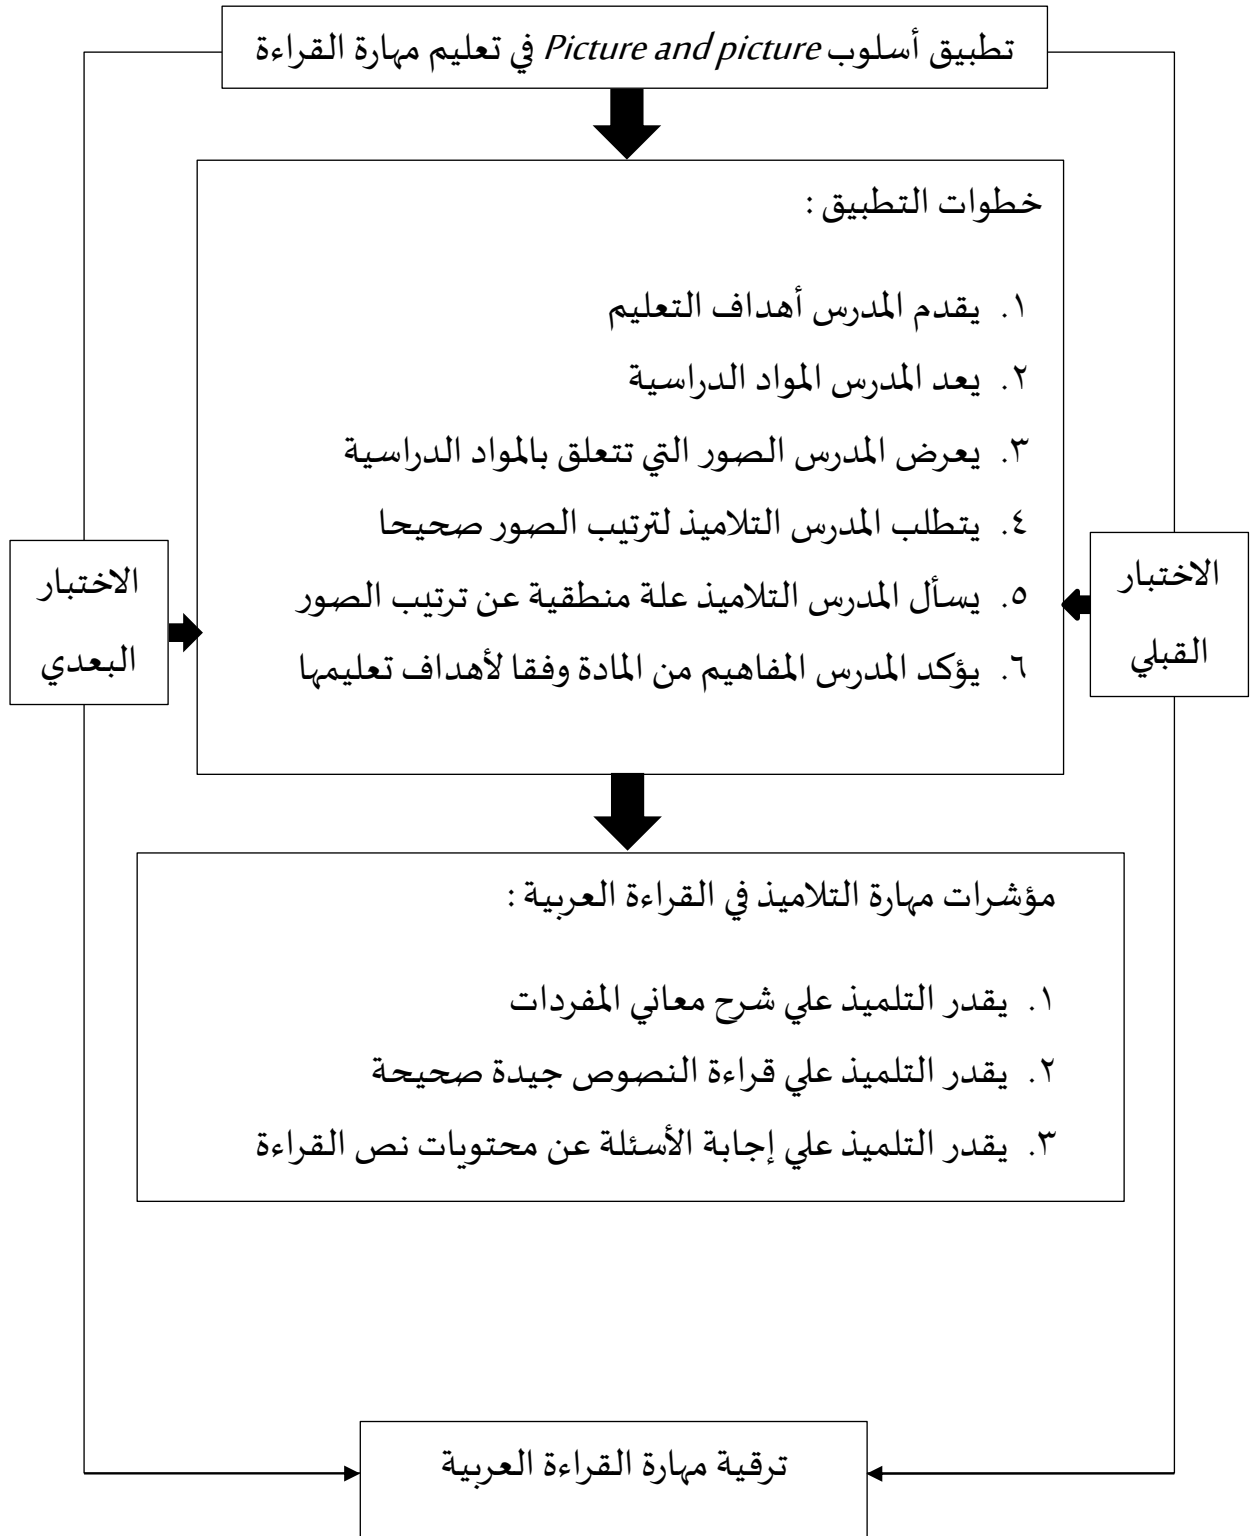 تطبيق أسلوب Picture and picture في تعليم مهارة القراءة
خطوات التطبيق :
١. يقدم المدرس أهداف التعليم
٢. يعد المدرس المواد الدراسية
٣. يعرض المدرس الصور التي تتعلق بالمواد الدراسية
٤. يتطلب المدرس التلاميذ لترتيب الصور صحيحا
٥. يسأل المدرس التلاميذ علة منطقية عن ترتيب الصور
٦. يؤكد المدرس المفاهيم من المادة وفقا لأهداف تعليمها
الاختبار
القبلي
الاختبار
البعدي
مؤشرات مهارة التلاميذ في القراءة العربية :
١. يقدر التلميذ علي شرح معاني المفردات
٢. يقدر التلميذ علي قراءة النصوص جيدة صحيحة
٣. يقدر التلميذ علي إجابة الأسئلة عن محتويات نص القراءة
ترقية مهارة القراءة العربية